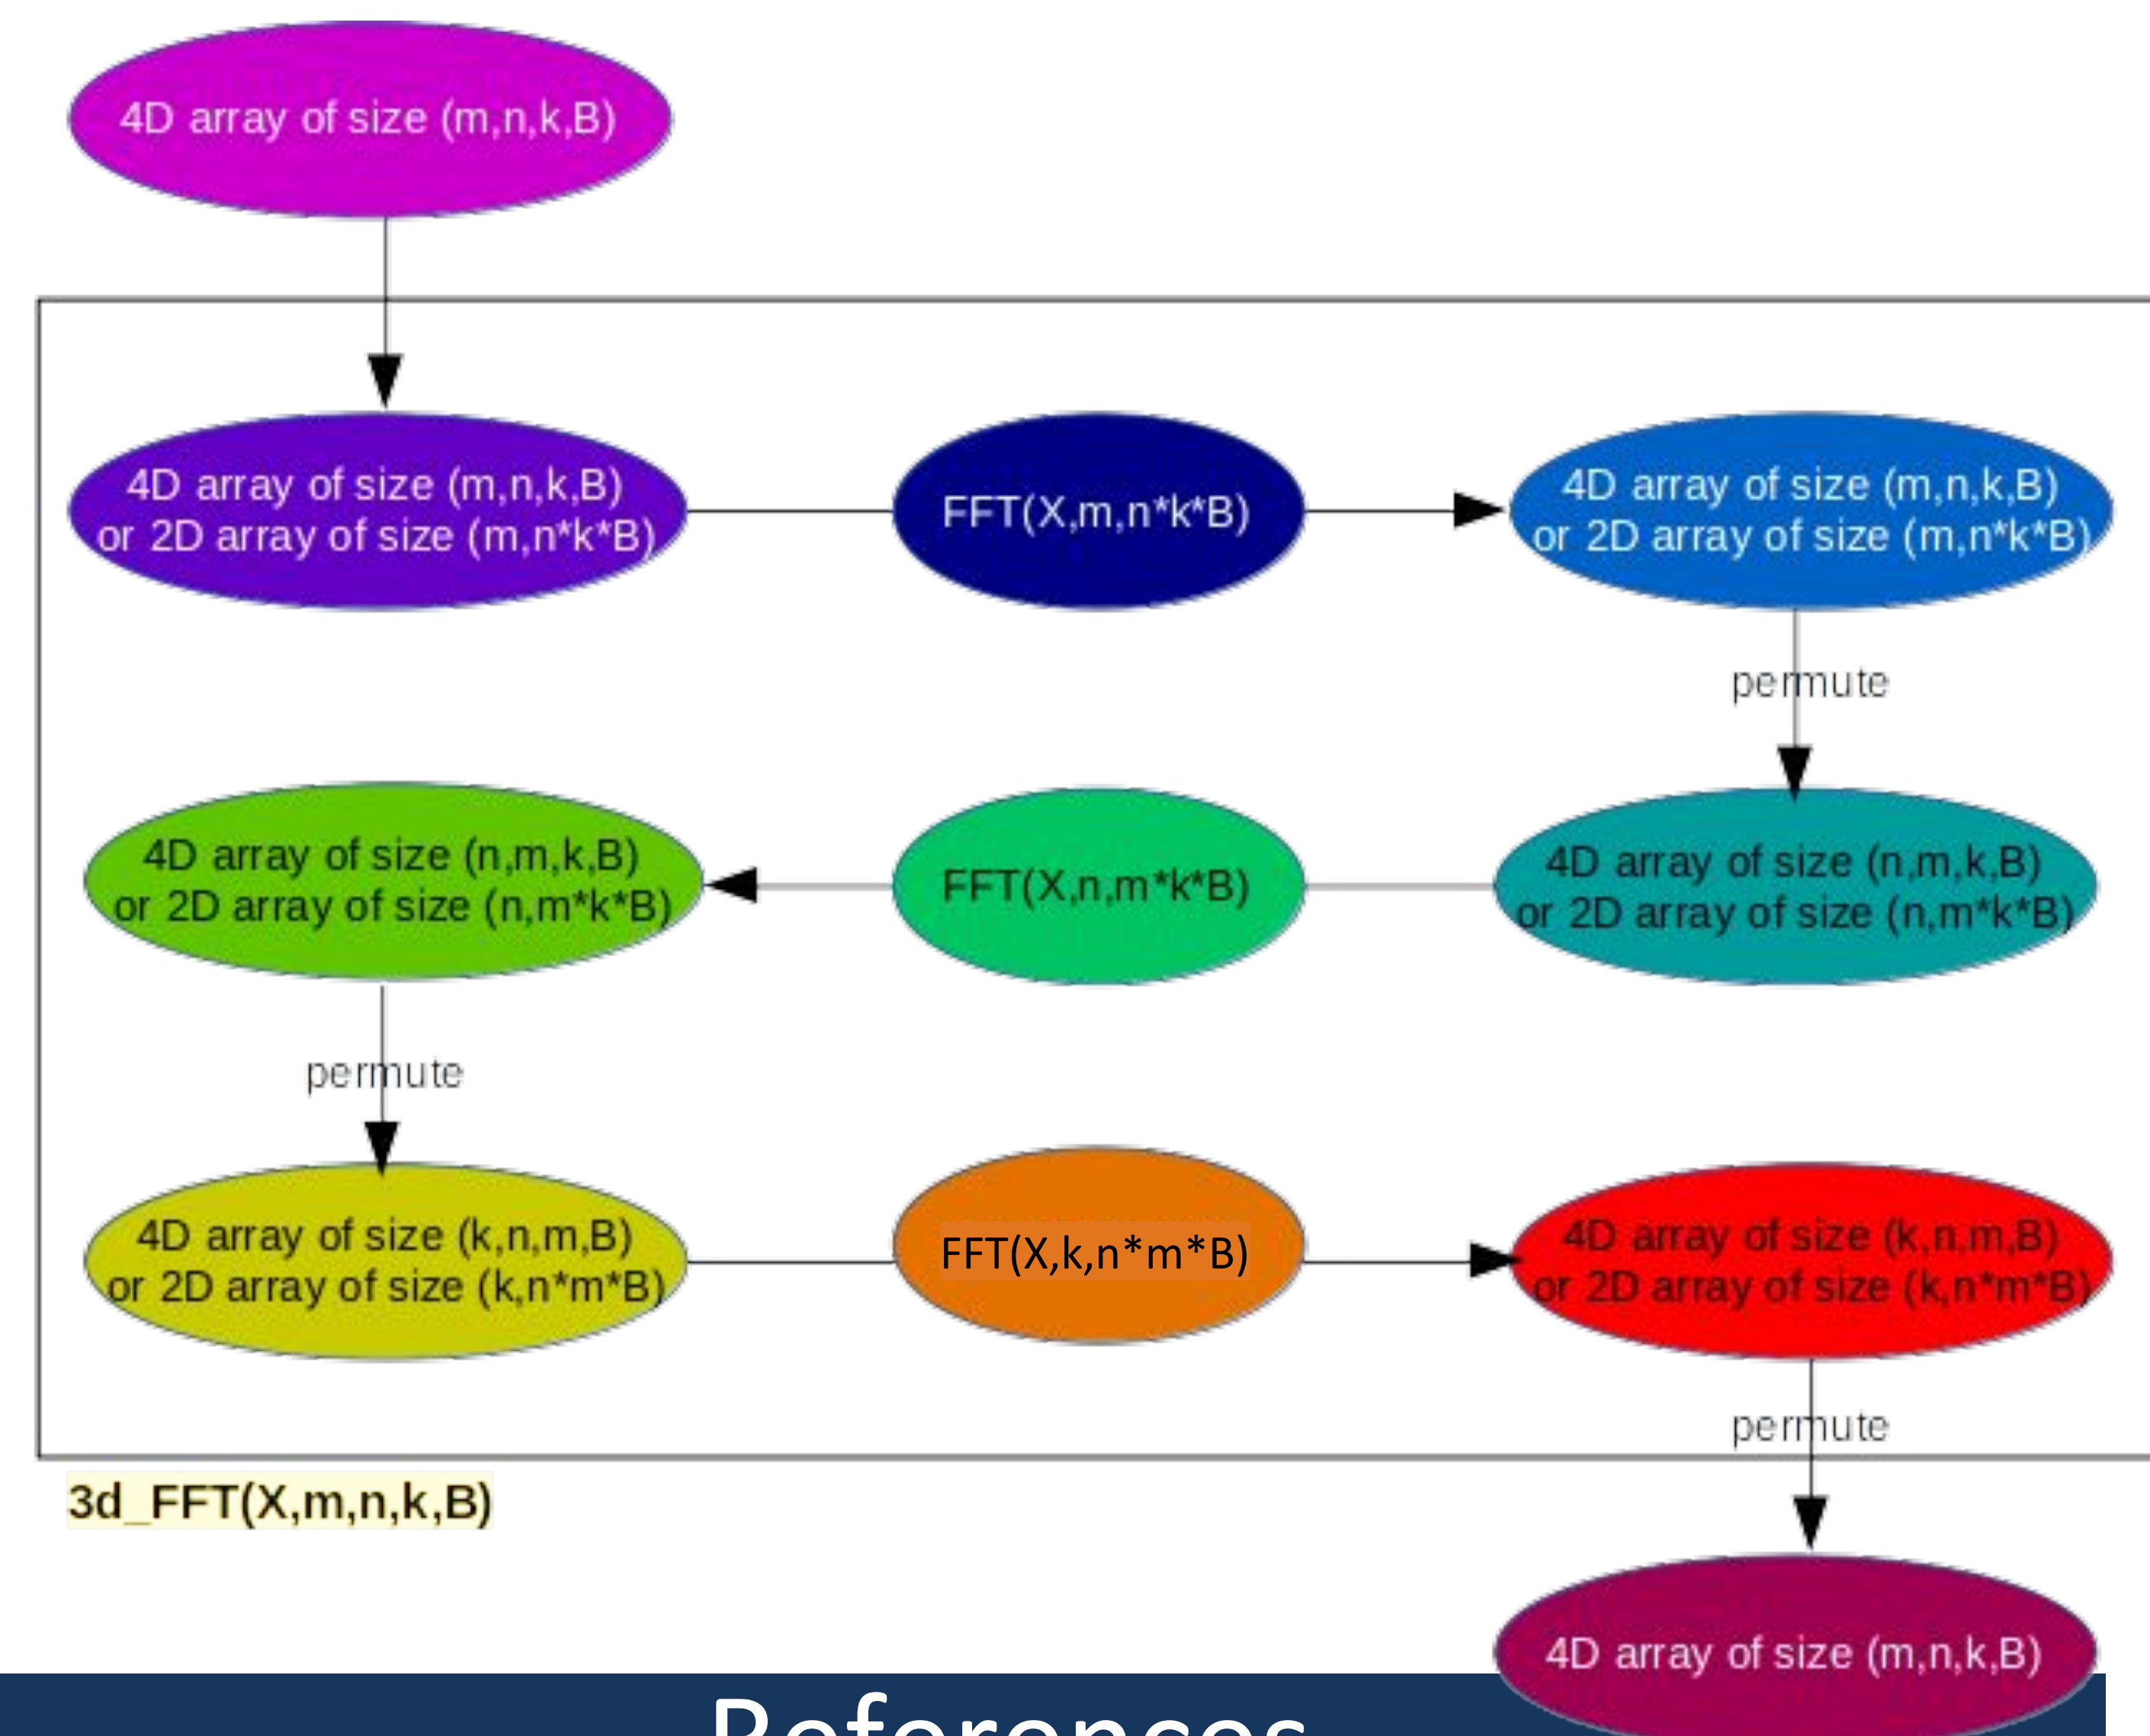 4D array of size (m,n,k,B)
4D array of size (m,n,k,B)
or 2D array of size (m,n*k*B)
FFT(X,m,n*k*B)
4D array of size (m,n,k,B)
or 2D array of size (m,n*k*B)
permute
4D array of size (n,m,k,B)
or 2D array of size (n,m*k*B)
FFT(X,n,m*k*B)
4D array of size (n,m,k,B)
or 2D array of size (n,m*k*B)
permute
4D array of size (k,n,m,B)
or 2D array of size (k,n*m*B)
FFT(X,k,n*m*B)
4D array of size (k,n,m,B)
or 2D array of size (k,n*m*B)
permute
3d_FFT(X,m,n,k,B)
4D array of size (m,n,k,B)
References